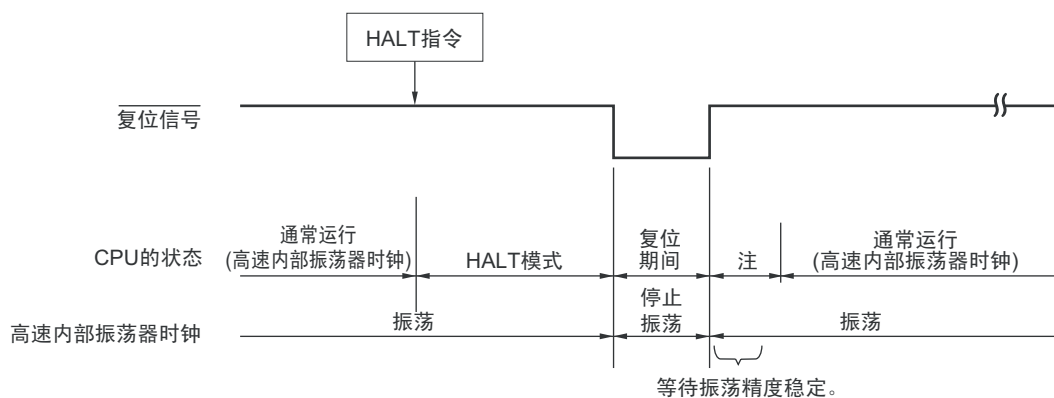 HALT指令
复位信号
通常运行
(高速内部振荡器时钟)
CPU的状态
HALT模式
复位
期间
注
通常运行
(高速内部振荡器时钟)
高速内部振荡器时钟
振荡
停止
振荡
振荡
等待振荡精度稳定。